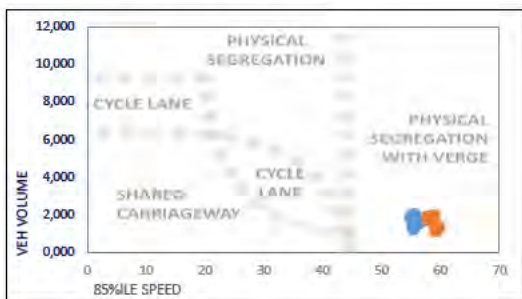 12,000
10,000
8,000
6,000
4,000
2,000
0,000
VEH VOLUME
PHYSICAL
SEGREGATION
CYCLE LANE
PHYSICAL
SEGREGATION
WITH VERGE
CYCLE
LANE
SHARED
CARRIAGEWAY
0
10
20
30
40
50
60
70
85%ILE SPEED